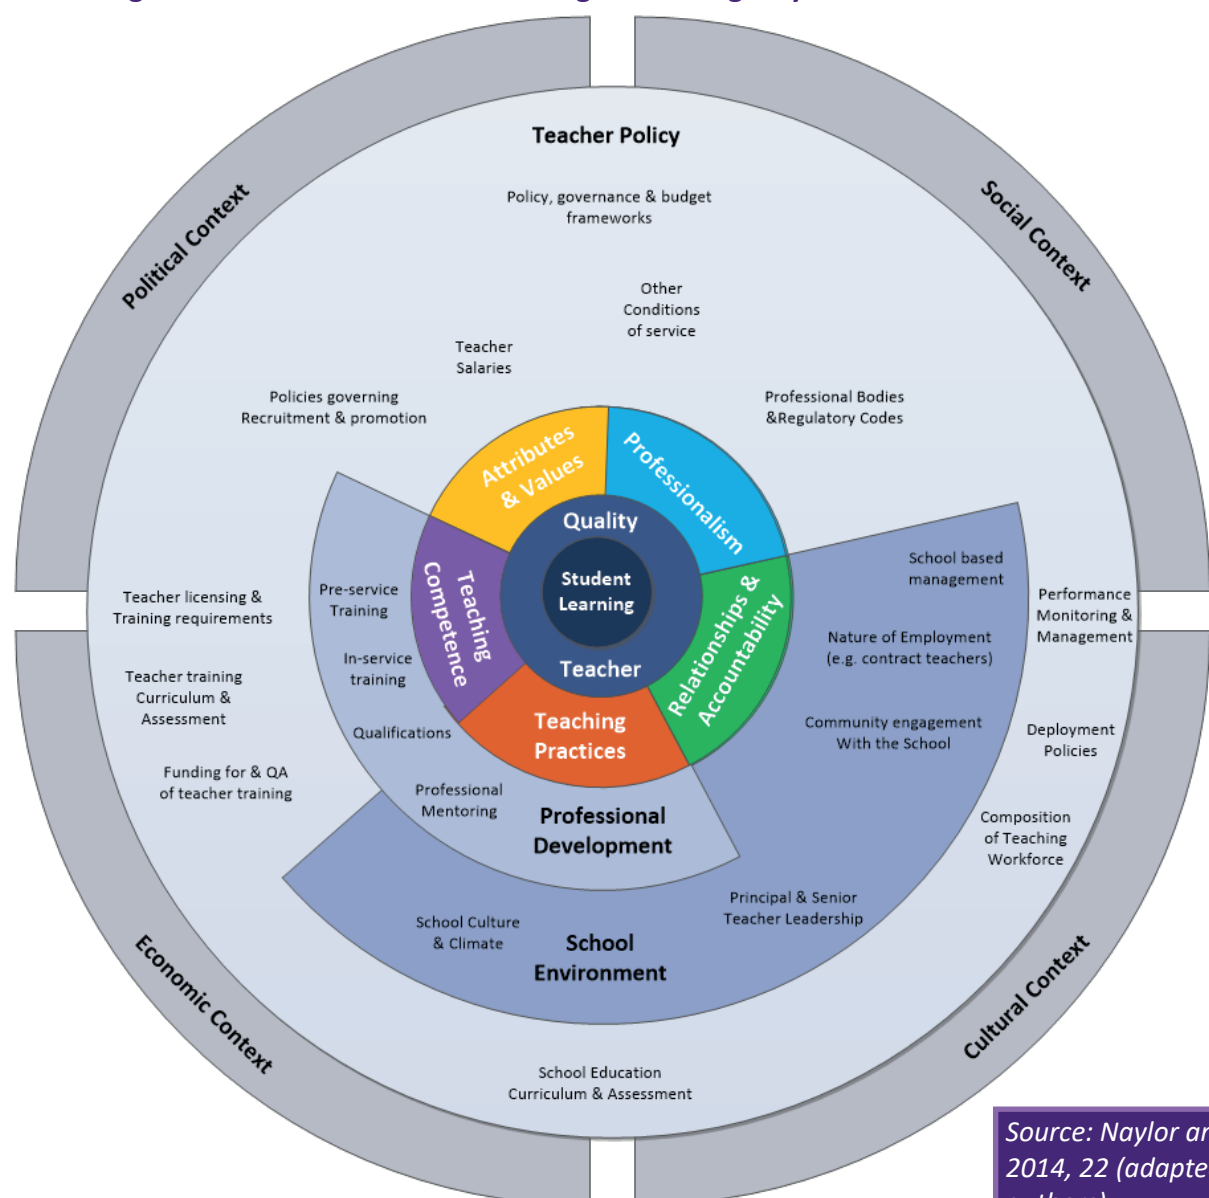 Teacher Policy
Policy, governance & budget
frameworks
Political Context
Social Context
Other
Conditions
of service
Teacher
Salaries
Policies governing
Recruitment & promotion
Professional Bodies
&Regulatory Codes
Attributes
& Values
Professionalism
Quality
Teacher
Student
Learning
Teaching
Competence
Relationships &
Accountability
Teaching
Practices
School based
management
Nature of Employment
(e.g. contract teachers)
Community engagement
With the School
Performance
Monitoring &
Management
Deployment
Policies
Composition
of Teaching
Workforce
Teacher licensing &
Training requirements
Teacher training
Curriculum &
Assessment
Funding for & QA
of teacher training
Pre-service
Training
In-service
training
Qualifications
Professional
Mentoring
Professional
Development
Principal & Senior
Teacher Leadership
School Culture
& Climate
School
Environment
Economic Context
Cultural Context
School Education
Curriculum & Assessment
Source: Naylor
2014, 22